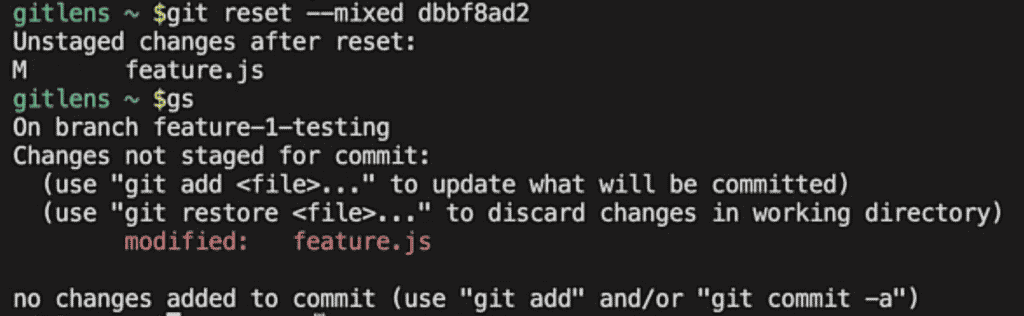 gitlens ~ $git reset --mixed dbbf8ad2
Unstaged changes after reset:
M       feature.js
gitlens ~ $gs
On branch feature-1-testing
Changes not staged for commit:
  (use "git add <file>..." to update what will be committed)
  (use "git restore <file>..." to discard changes in working directory)
        modified:   feature.js

no changes added to commit (use "git add" and/or "git commit -a")